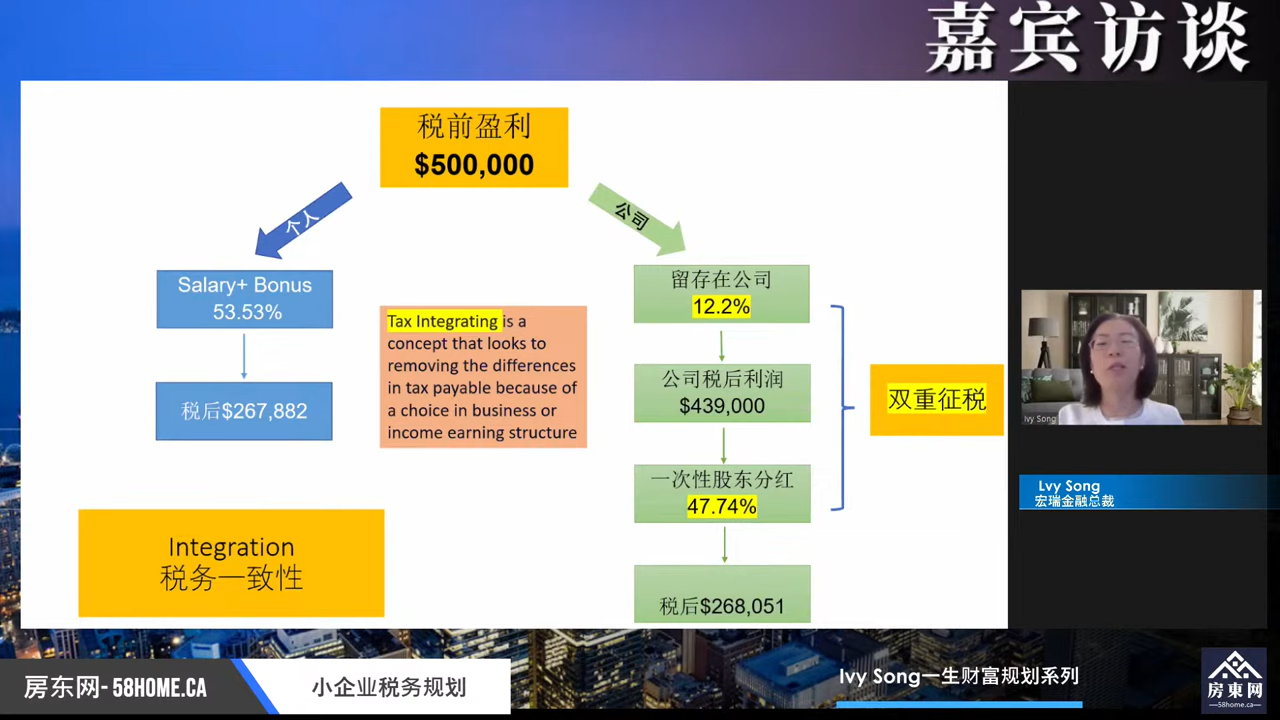 嘉宾访谈
税前盈利
$500,000
个人
公司
Salary+ Bonus
53.53%
税后$267,882
Tax Integrating is a
concept that looks to
removing the differences
in tax payable because of
a choice in business or
income earning structure
Integration
税务一致性
留存在公司
12.2%
公司税后利润
$439,000
一次性股东分红
47.74%
税后$268,051
双重征税
Ivy Song
Lvy Song
宏瑞金融总裁
房东网- 58HOME.CA
小企业税务规划
Ivy Song一生财富规划系列
房東网
—58home.ca—